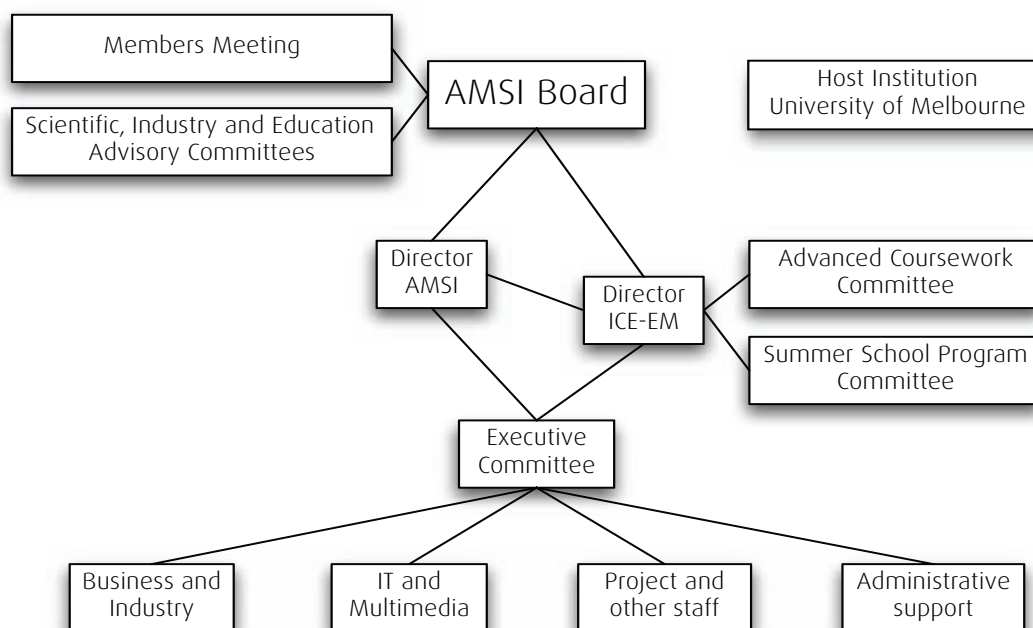 Members Meeting
Scientific, Industry and Education
Advisory Committees
AMSI Board
Host Institution
University of Melbourne
Director
AMSI
Director
ICE-EM
Advanced Coursework
Committee
Summer School Program
Committee
Executive
Committee
Business and
Industry
IT and
Multimedia
Project and
other staff
Administrative
support